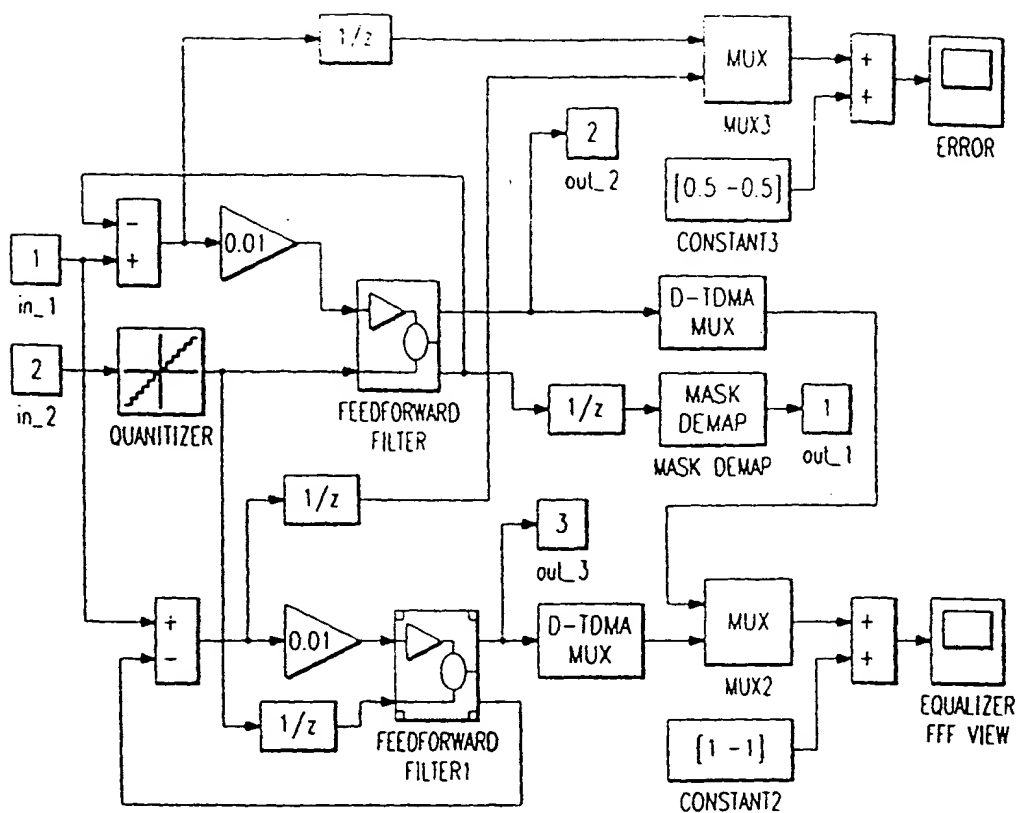 1/z
MUX
MUX3
+
+
ERROR
2
out_2
[0.5 -0.5]
CONSTANT3
-
+
0.01
1
in_1
D-TDMA
MUX
2
in_2
QUANITIZER
FEEDFORWARD
FILTER
1/z
MASK
DEMAP
MASK DEMAP
1
out_1
1/z
3
out_3
+
-
0.01
D-TDMA
MUX
MUX
MUX2
+
+
EQUALIZER
FFF VIEW
1/z
FEEDFORWARD
FILTER1
[1 -1]
CONSTANT2